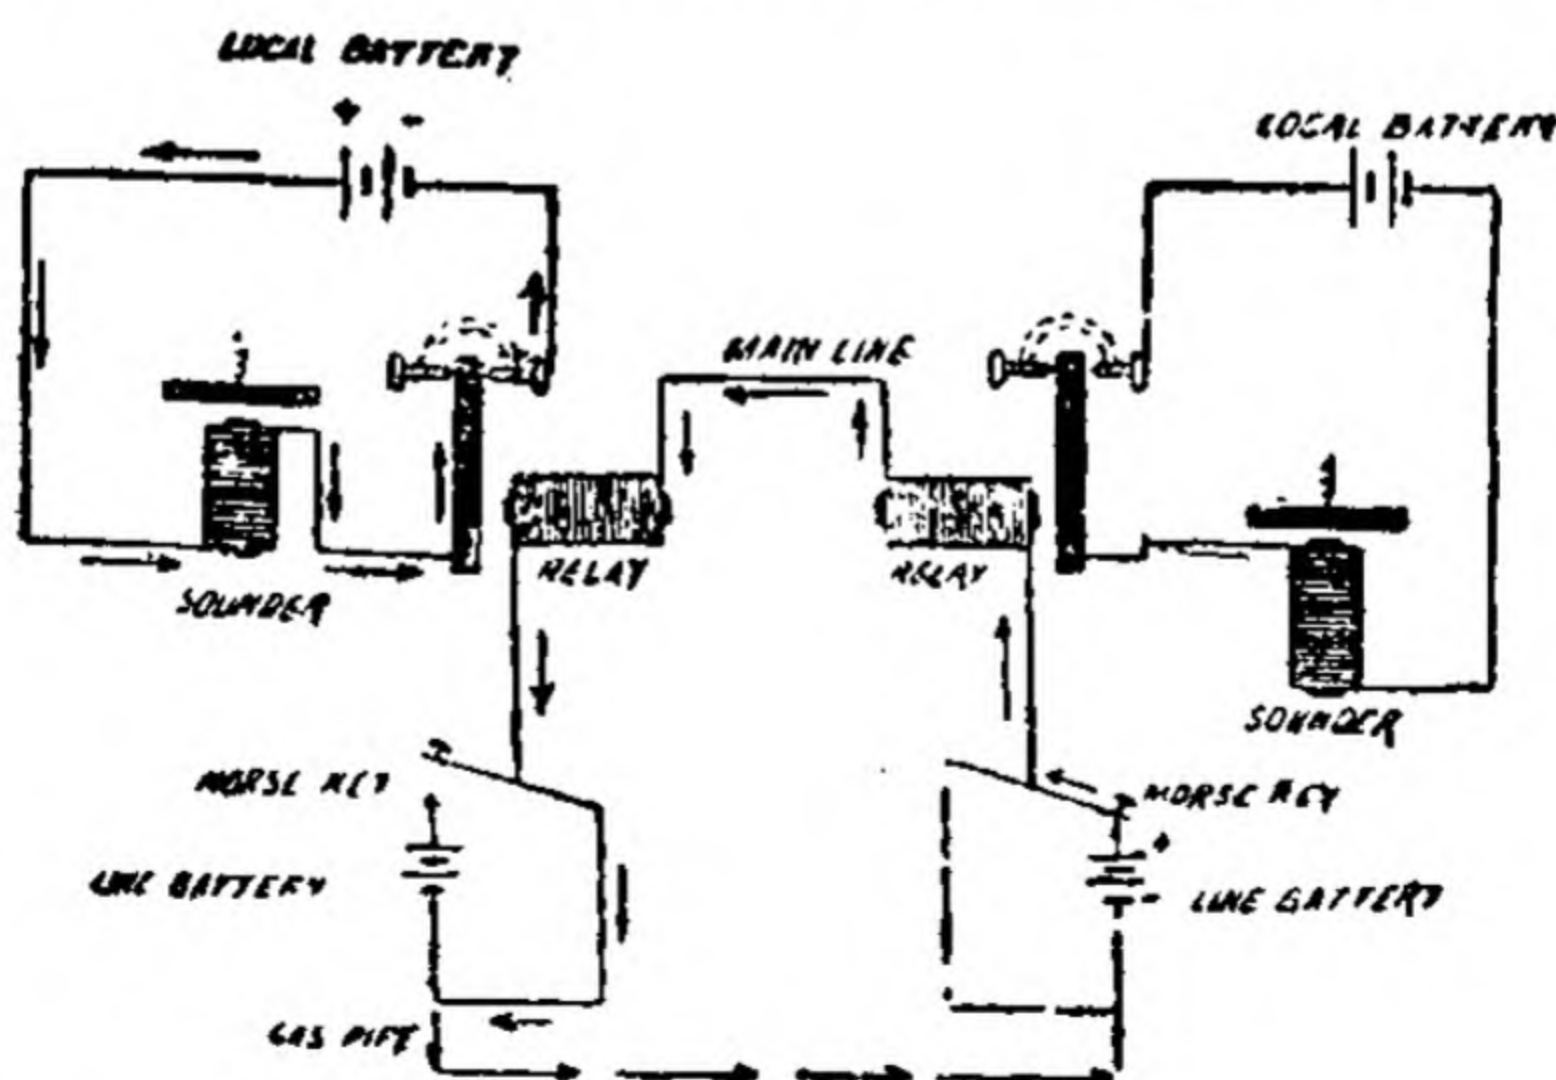 LOCAL BATTERY
+ -
LOCAL BATTERY
MAIN LINE
RELAY
RELAY
SOUNDER
SOUNDER
MORSE KEY
MORSE KEY
+
LINE BATTERY
- LINE BATTERY
GAS PIPE